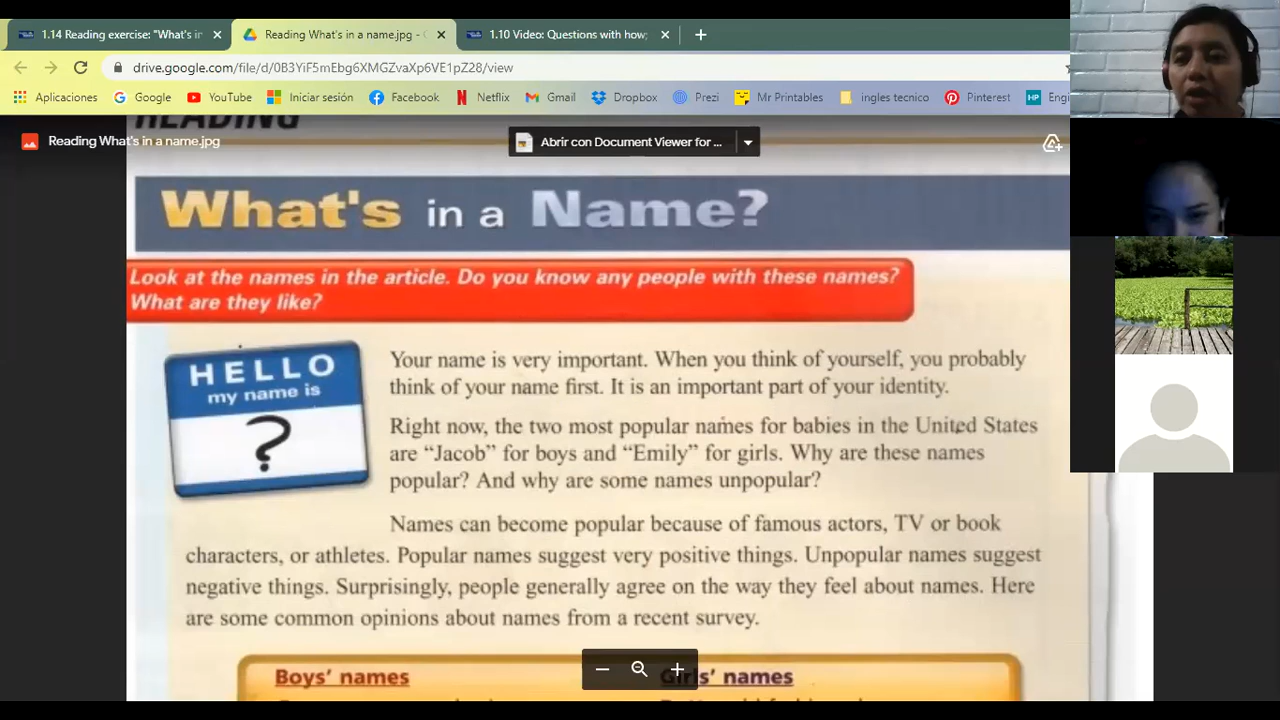 1.14 Reading exercise: "What's in
Reading What's in a name.jpg -
1.10 Video: Questions with how;
drive.google.com/file/d/0B3YiF5mEbg6XMGZvaXp6VE1pZ28/view
Aplicaciones Google YouTube Iniciar sesión Facebook Netflix Gmail Dropbox Prezi Mr Printables ingles tecnico Pinterest Engl
READING
Reading What's in a name.jpg
Abrir con Document Viewer for ...
What's in a Name?
Look at the names in the article. Do you know any people with these names?
What are they like?
HELLO
my name is
?
Your name is very important. When you think of yourself, you probably
think of your name first. It is an important part of your identity.
Right now, the two most popular names for babies in the United States
are “Jacob” for boys and “Emily” for girls. Why are these names
popular? And why are some names unpopular?
Names can become popular because of famous actors, TV or book
characters, or athletes. Popular names suggest very positive things. Unpopular names suggest
negative things. Surprisingly, people generally agree on the way they feel about names. Here
are some common opinions about names from a recent survey.
Boys’ names
Girls’ names